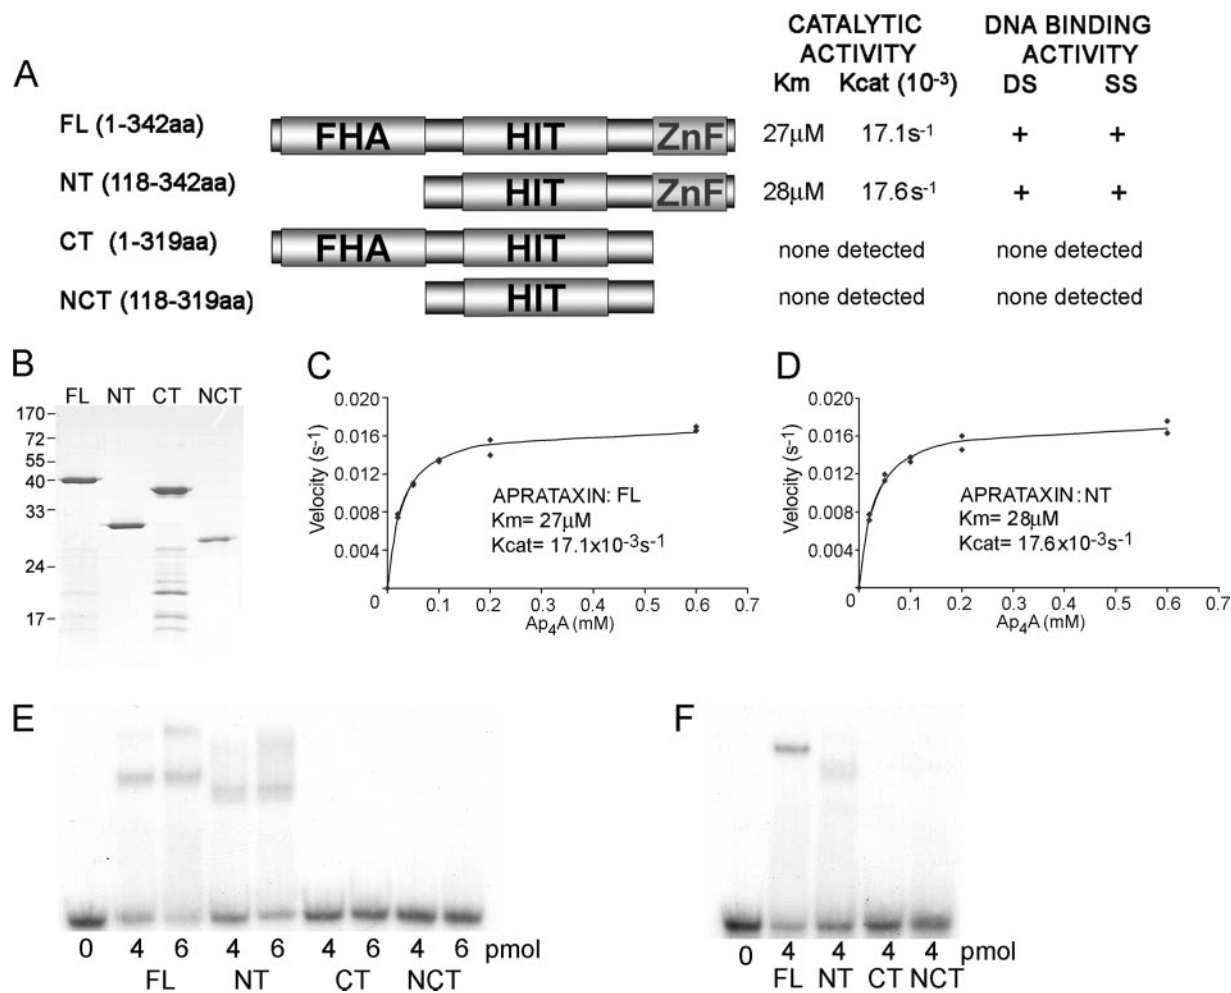 A
CATALYTIC ACTIVITY
DNA BINDING ACTIVITY
Km Kcat (10-3) DS SS
FL (1-342aa) FHA HIT ZnF 27µM 17.1s-1 + +
NT (118-342aa) HIT ZnF 28µM 17.6s-1 + +
CT (1-319aa) FHA HIT none detected none detected
NCT (118-319aa) HIT none detected none detected
B
FL NT CT NCT
170
72
55
40
33
24
17
C
Velocity (s-1)
0.020
0.016
0.012
0.008
0.004
APRATAXIN: FL
Km= 27µM
Kcat= 17.1x10-3s-1
0 0.1 0.2 0.3 0.4 0.5 0.6 0.7
Ap4A (mM)
D
Velocity (s-1)
0.020
0.016
0.012
0.008
0.004
APRATAXIN: NT
Km= 28µM
Kcat= 17.6x10-3s-1
0 0.1 0.2 0.3 0.4 0.5 0.6 0.7
Ap4A (mM)
E
0 4 6 4 6 4 6 4 6 pmol
FL NT CT NCT
F
0 4 4 4 4 pmol
FL NT CT NCT